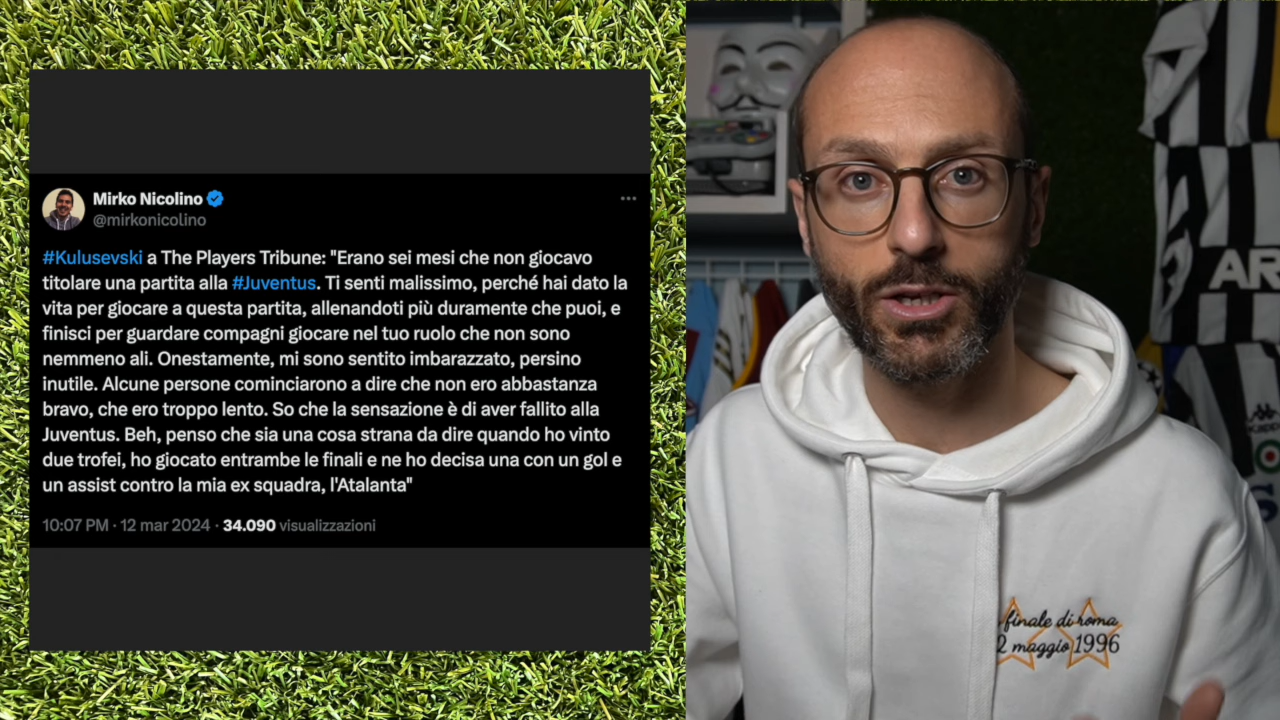 Mirko Nicolino
@mirkonicolino
#Kulusevski a The Players Tribune: "Erano sei mesi che non giocavo
titolare una partita alla #Juventus. Ti senti malissimo, perché hai dato la
vita per giocare a questa partita, allenandoti più duramente che puoi, e
finisci per guardare compagni giocare nel tuo ruolo che non sono
nemmeno ali. Onestamente, mi sono sentito imbarazzato, persino
inutile. Alcune persone cominciarono a dire che non ero abbastanza
bravo, che ero troppo lento. So che la sensazione è di aver fallito alla
Juventus. Beh, penso che sia una cosa strana da dire quando ho vinto
due trofei, ho giocato entrambe le finali e ne ho decisa una con un gol e
un assist contro la mia ex squadra, l'Atalanta"
10:07 PM · 12 mar 2024 · 34.090 visualizzazioni
AR
finale di roma
2 maggio 1996